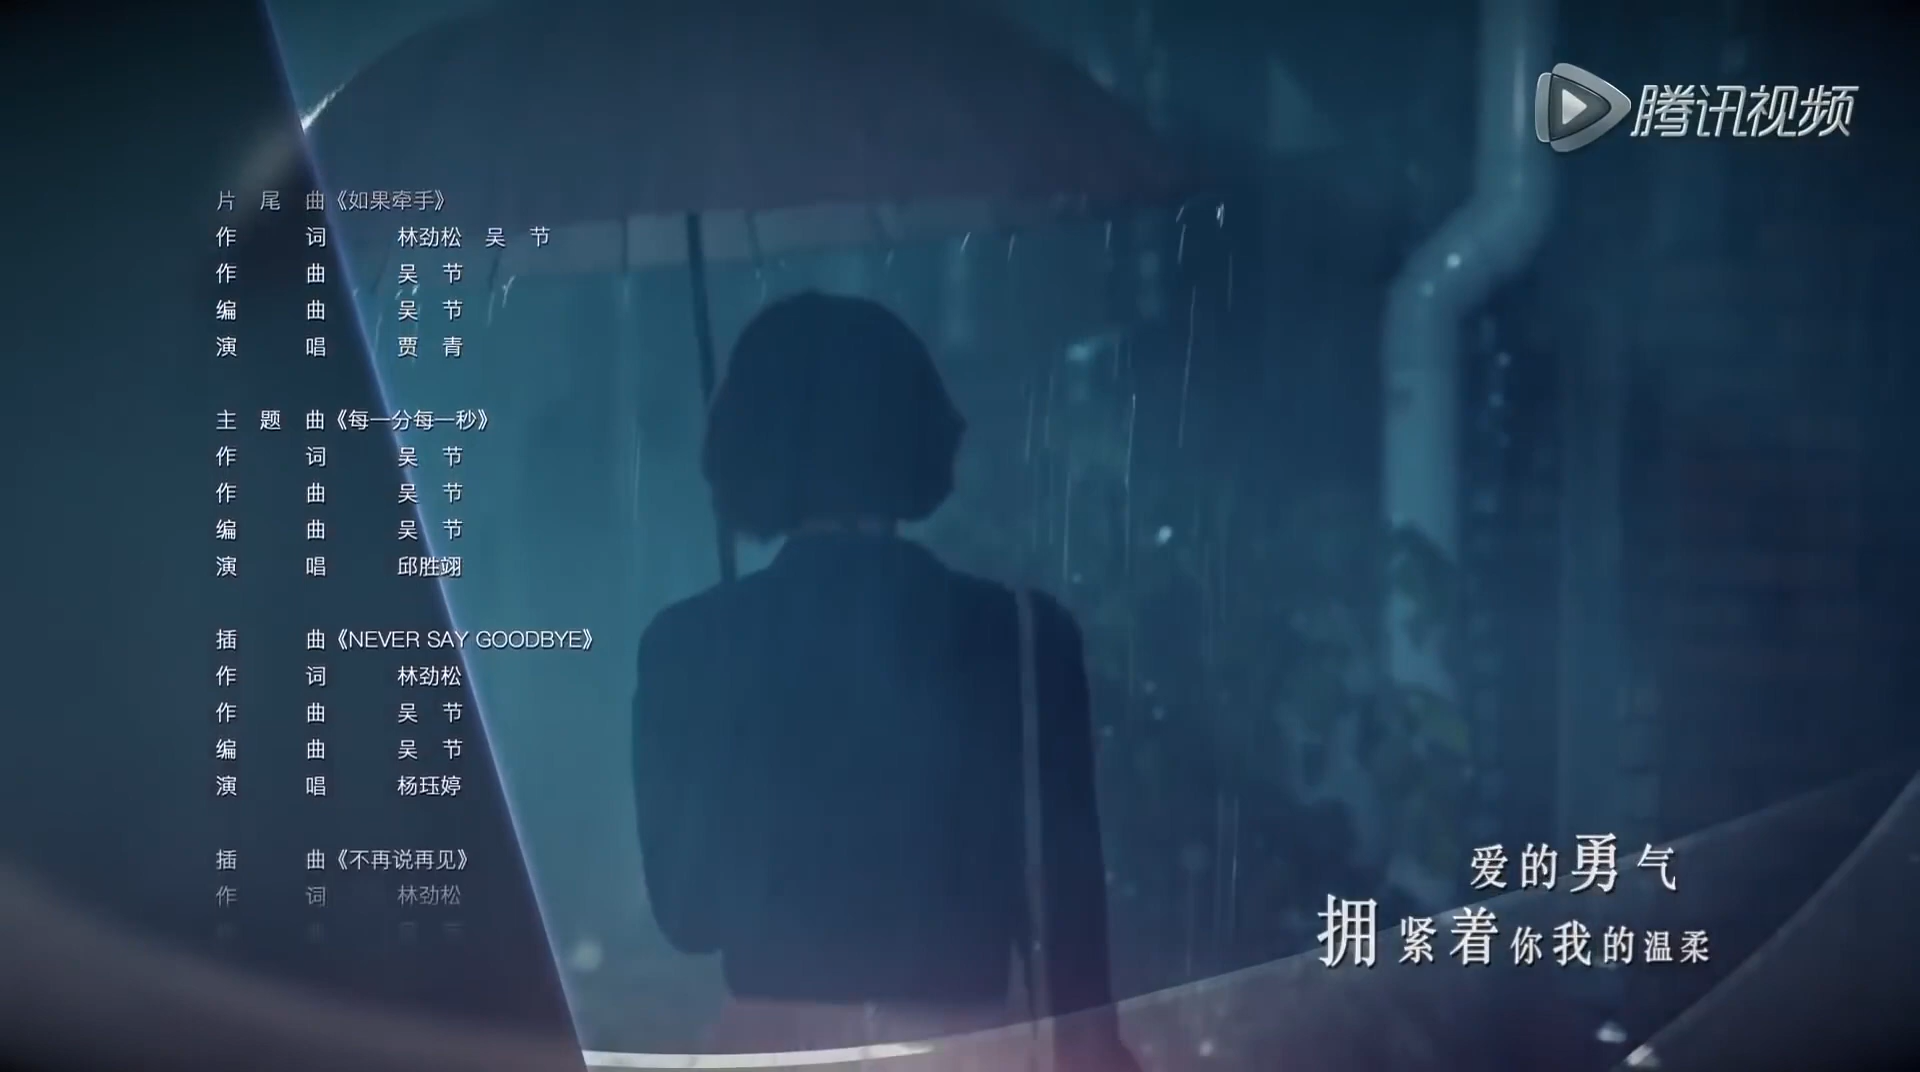 腾讯视频
片尾曲《如果牵手》
作词 林劲松 吴节
作曲 吴节
编曲 吴节
演唱 贾青
主题曲《每一分每一秒》
作词 吴节
作曲 吴节
编曲 吴节
演唱 邱胜翊
插曲《NEVER SAY GOODBYE》
作词 林劲松
作曲 吴节
编曲 吴节
演唱 杨珏婷
插曲《不再说再见》
作词 林劲松
爱的勇气
拥紧着你我的温柔